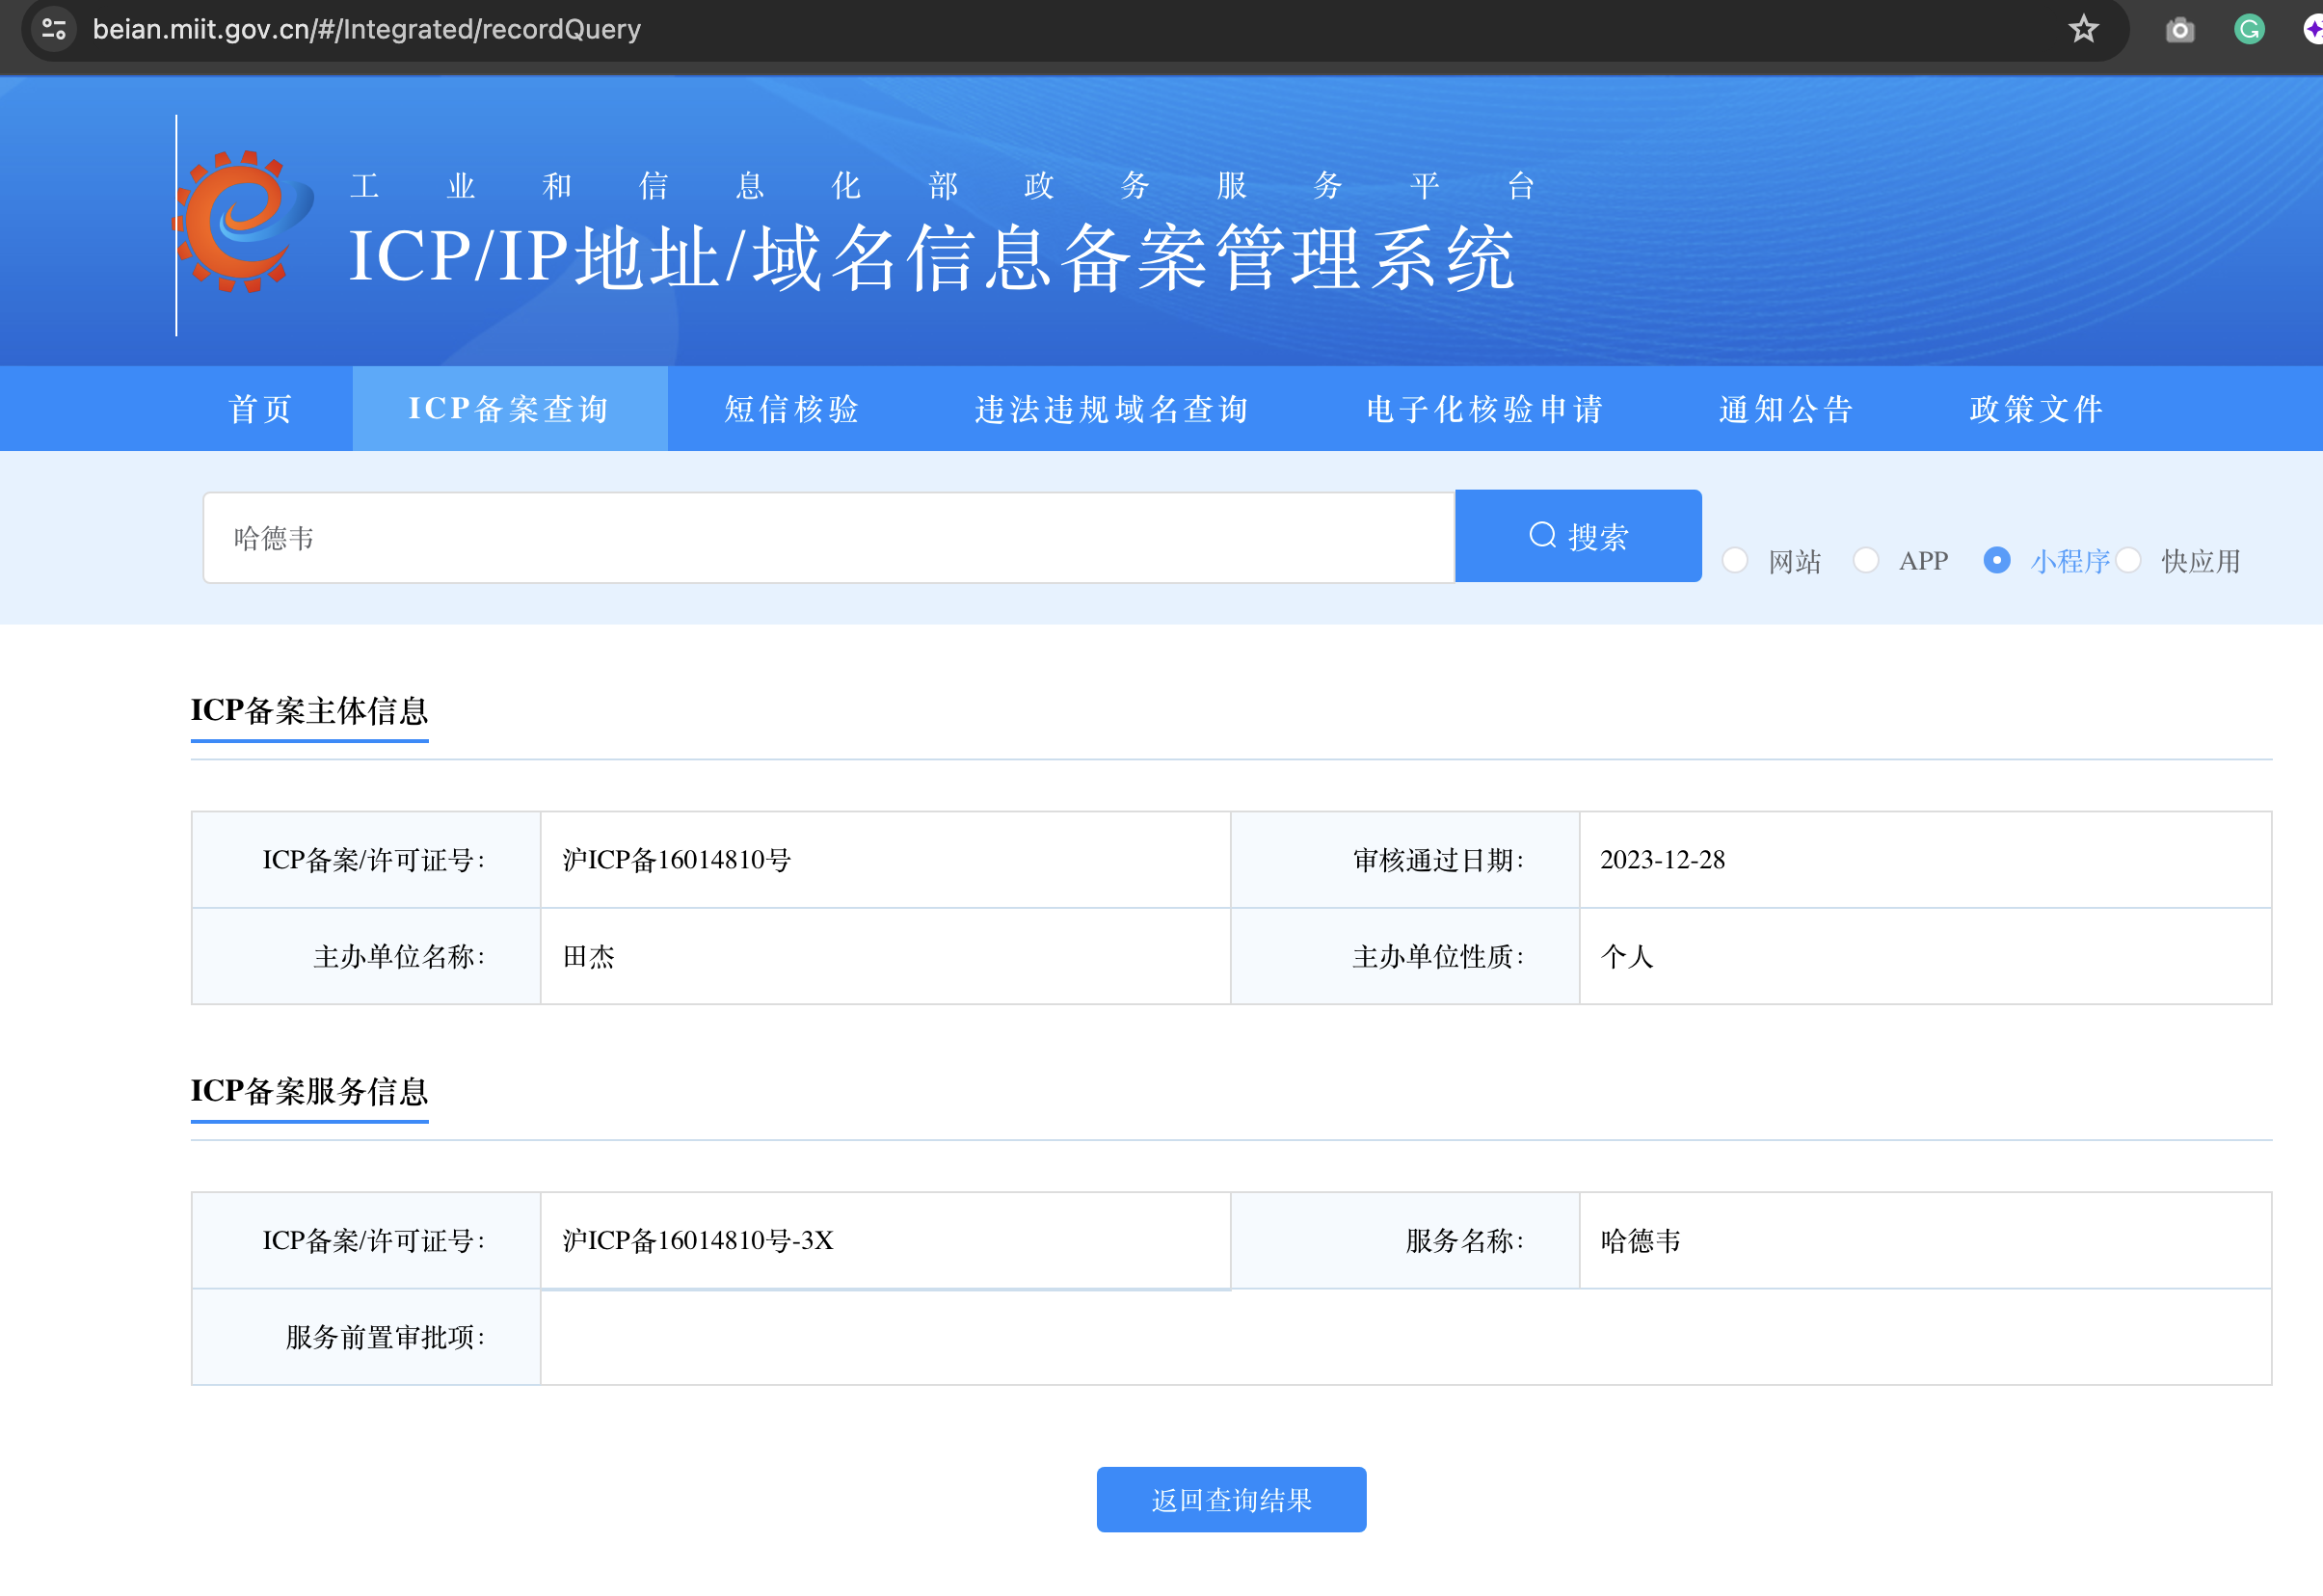 beian.miit.gov.cn/#/Integrated/recordQuery
工业和信息化部政务服务平台
ICP/IP地址/域名信息备案管理系统
首页 ICP备案查询 短信核验 违法违规域名查询 电子化核验申请 通知公告 政策文件
哈德韦 搜索 网站 APP 小程序 快应用
ICP备案主体信息
ICP备案/许可证号： 沪ICP备16014810号 审核通过日期： 2023-12-28
主办单位名称： 田杰 主办单位性质： 个人
ICP备案服务信息
ICP备案/许可证号： 沪ICP备16014810号-3X 服务名称： 哈德韦
服务前置审批项：
返回查询结果